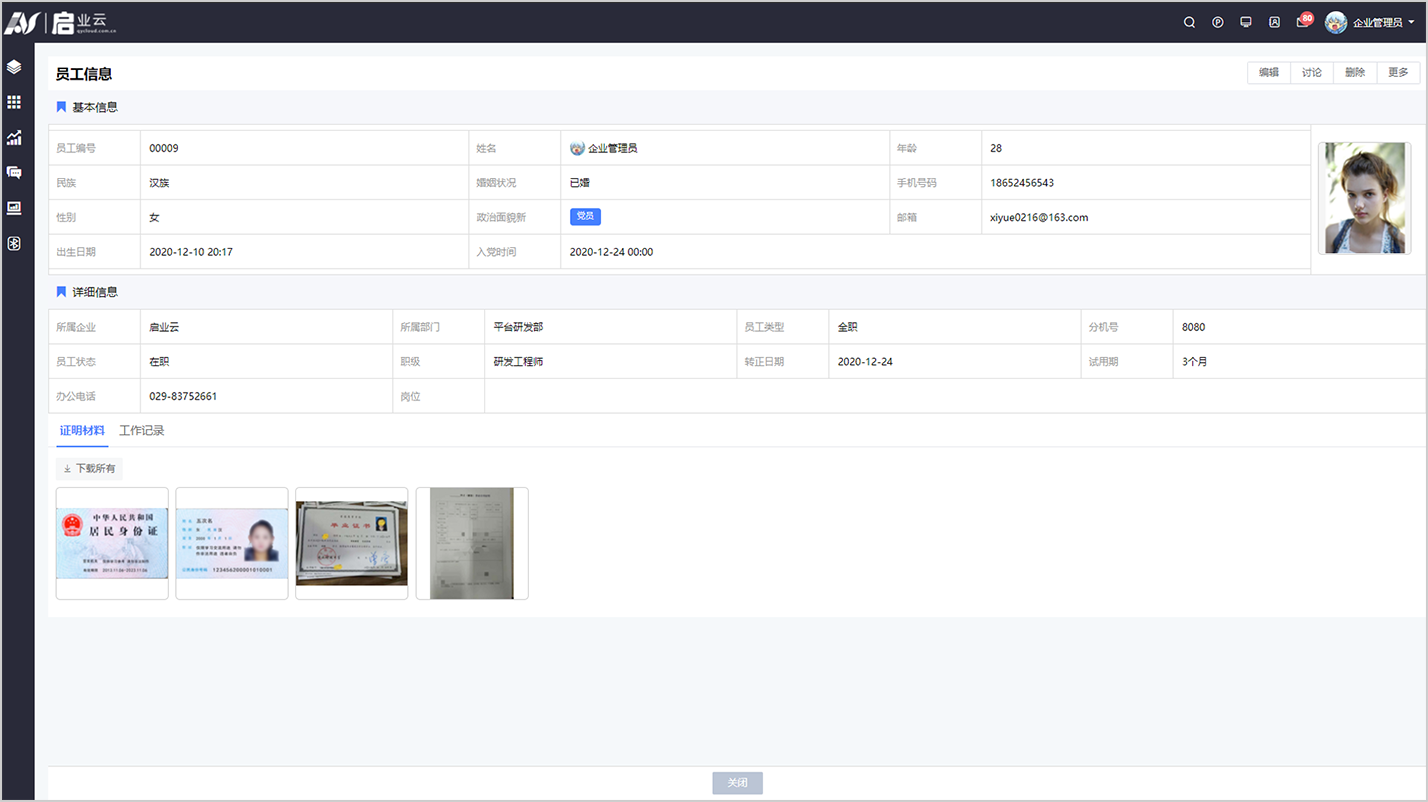 启业云
qycloud.com.cn
80
企业管理员
员工信息
编辑 讨论 删除 更多
基本信息
员工编号 00009 姓名 企业管理员 年龄 28
民族 汉族 婚姻状况 已婚 手机号码 18652456543
性别 女 政治面貌新 党员 邮箱 xiyue0216@163.com
出生日期 2020-12-10 20:17 入党时间 2020-12-24 00:00
详细信息
所属企业 启业云 所属部门 平台研发部 员工类型 全职 分机号 8080
员工状态 在职 职级 研发工程师 转正日期 2020-12-24 试用期 3个月
办公电话 029-83752661 岗位
证明材料 工作记录
下载所有
中华人民共和国
居民身份证
123456200001010001
毕业证书
关闭